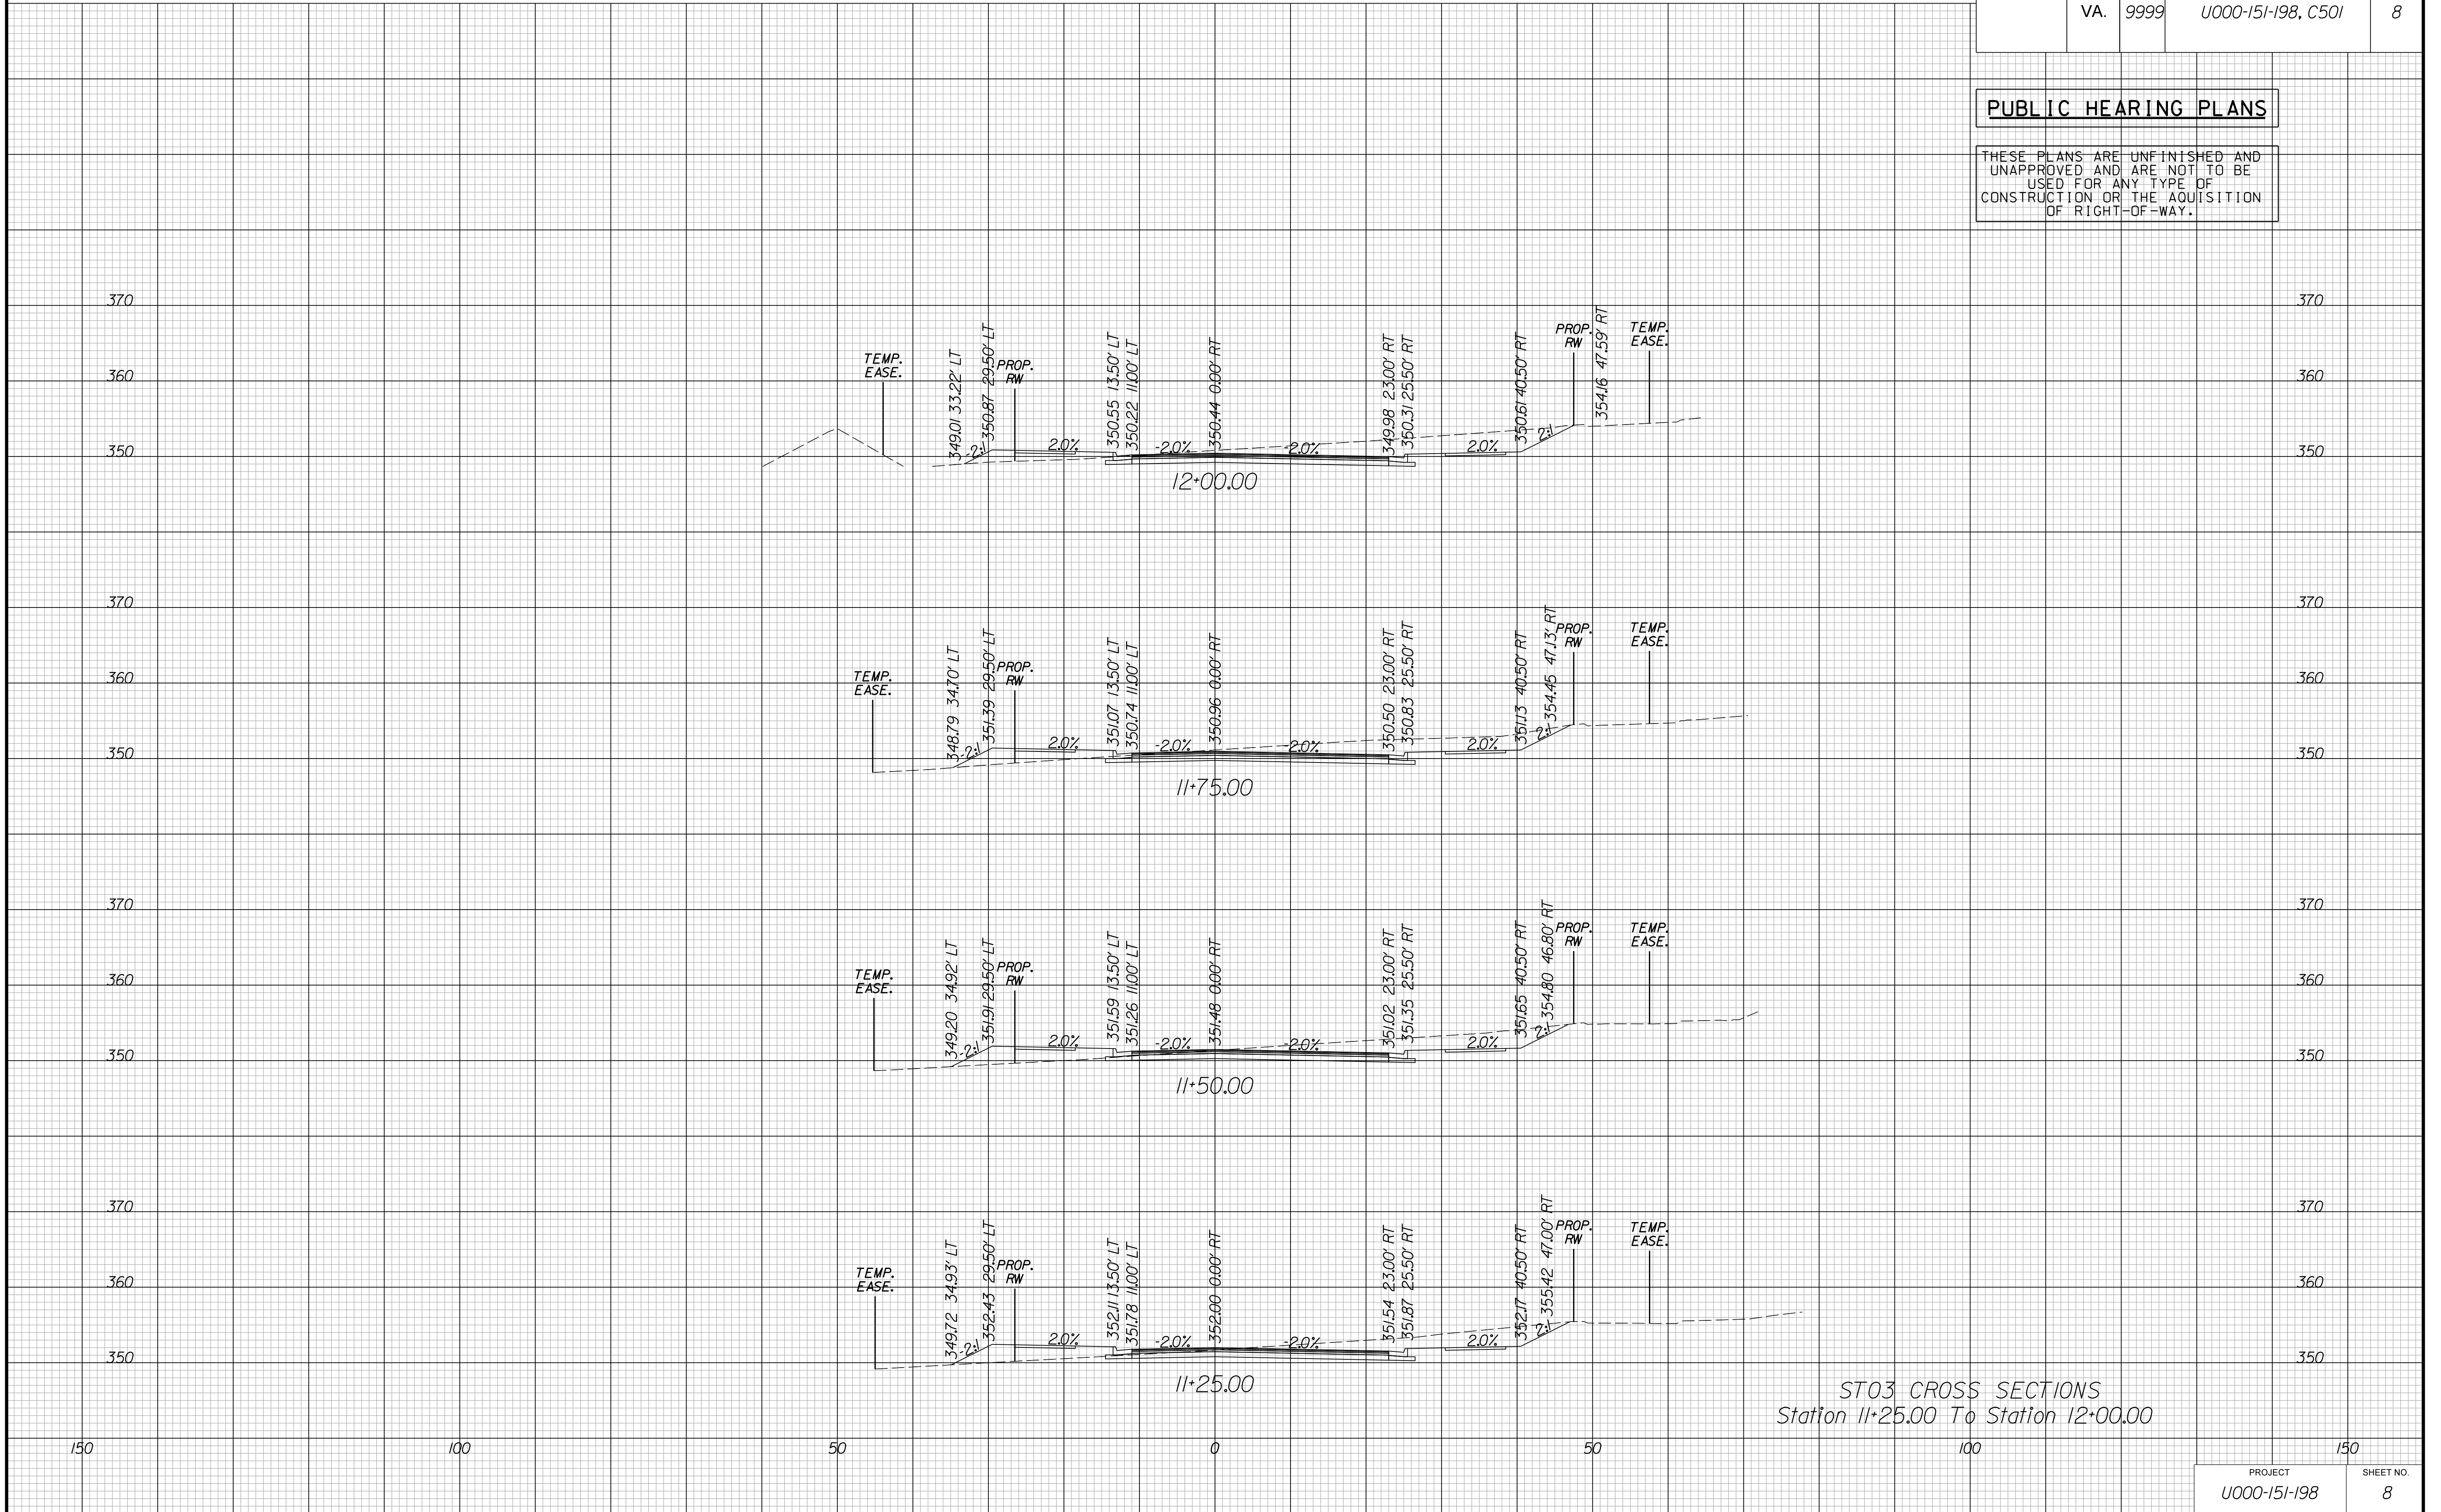 VA. 9999 U000-151-198, C501 8
PUBLIC HEARING PLANS
THESE PLANS ARE UNFINISHED AND
UNAPPROVED AND ARE NOT TO BE
USED FOR ANY TYPE OF
CONSTRUCTION OR THE AQUISITION
OF RIGHT-OF-WAY.
370 370
360 360
350 350
TEMP.
EASE.
349.01 33.22' LT
350.87 29.50' LT
PROP.
RW
350.55 13.50' LT
350.22 11.00' LT
350.44 0.00' RT
349.98 23.00' RT
350.31 25.50' RT
350.61 40.50' RT
PROP.
RW
354.16 47.59' RT
TEMP.
EASE.
-2:1 2.0% -2.0% -2.0% 2.0% 2:1
12+00.00
370 370
360 360
350 350
TEMP.
EASE.
348.79 34.70' LT
351.39 29.50' LT
PROP.
RW
351.07 13.50' LT
350.74 11.00' LT
350.96 0.00' RT
350.50 23.00' RT
350.83 25.50' RT
351.13 40.50' RT
354.45 47.13' RT
PROP.
RW
TEMP.
EASE.
-2:1 2.0% -2.0% -2.0% 2.0% 2:1
11+75.00
370 370
360 360
350 350
TEMP.
EASE.
349.20 34.92' LT
351.91 29.50' LT
PROP.
RW
351.59 13.50' LT
351.26 11.00' LT
351.48 0.00' RT
351.02 23.00' RT
351.35 25.50' RT
351.65 40.50' RT
354.80 46.80' RT
PROP.
RW
TEMP.
EASE.
-2:1 2.0% -2.0% -2.0% 2.0% 2:1
11+50.00
370 370
360 360
350 350
TEMP.
EASE.
349.72 34.93' LT
352.43 29.50' LT
PROP.
RW
352.11 13.50' LT
351.78 11.00' LT
352.00 0.00' RT
351.54 23.00' RT
351.87 25.50' RT
352.17 40.50' RT
355.42 47.00' RT
PROP.
RW
TEMP.
EASE.
-2:1 2.0% -2.0% -2.0% 2.0% 2:1
11+25.00
ST03 CROSS SECTIONS
Station 11+25.00 To Station 12+00.00
150 100 50 0 50 100 150
PROJECT SHEET NO.
U000-151-198 8